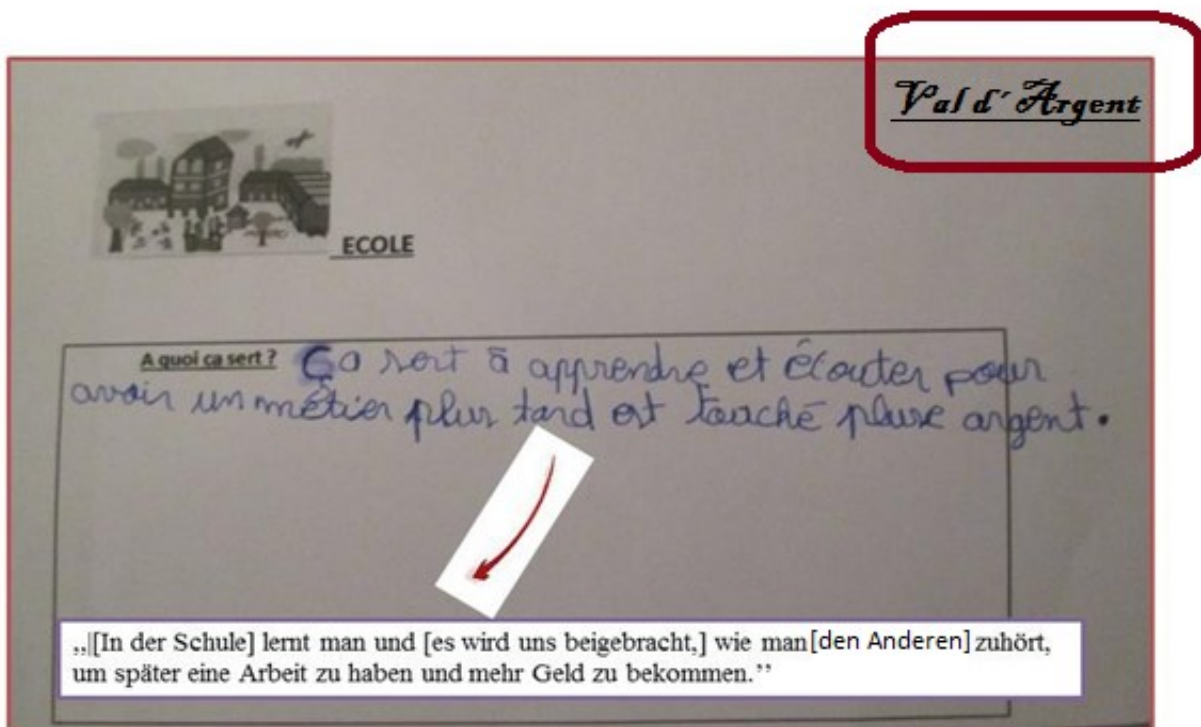 Val d'Argent
ECOLE
A quoi ca sert ? Ça sert à apprendre et écouter pour
avoir un métier plus tard est touché pluse argent.
,,|[In der Schule] lernt man und [es wird uns beigebracht,] wie man[den Anderen] zuhört,
um später eine Arbeit zu haben und mehr Geld zu bekommen.’’